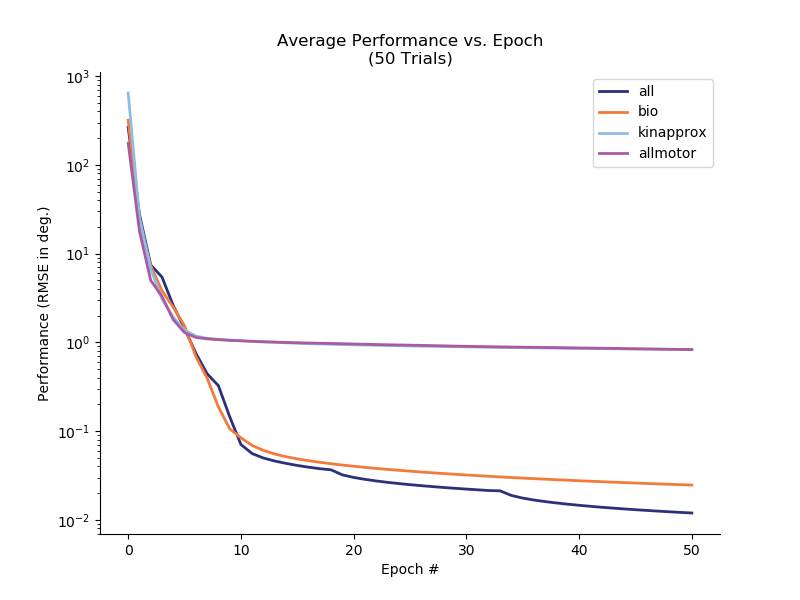 Average Performance vs. Epoch
(50 Trials)
10³
10²
10¹
10⁰
10⁻¹
10⁻²
Performance (RMSE in deg.)
all
bio
kinapprox
allmotor
0 10 20 30 40 50
Epoch #